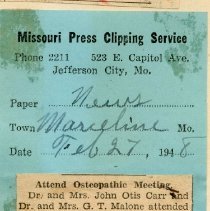 Missouri Press Clipping Service
Phone 2211 523 E. Capitol Ave.
Jefferson City, Mo.
Paper News
Town Marceline Mo.
Date Feb 27, 1948
Attend Osteopathic Meeting
Dr. and Mrs. John Otis Carr and
Dr. and Mrs. G. T. Malone attended